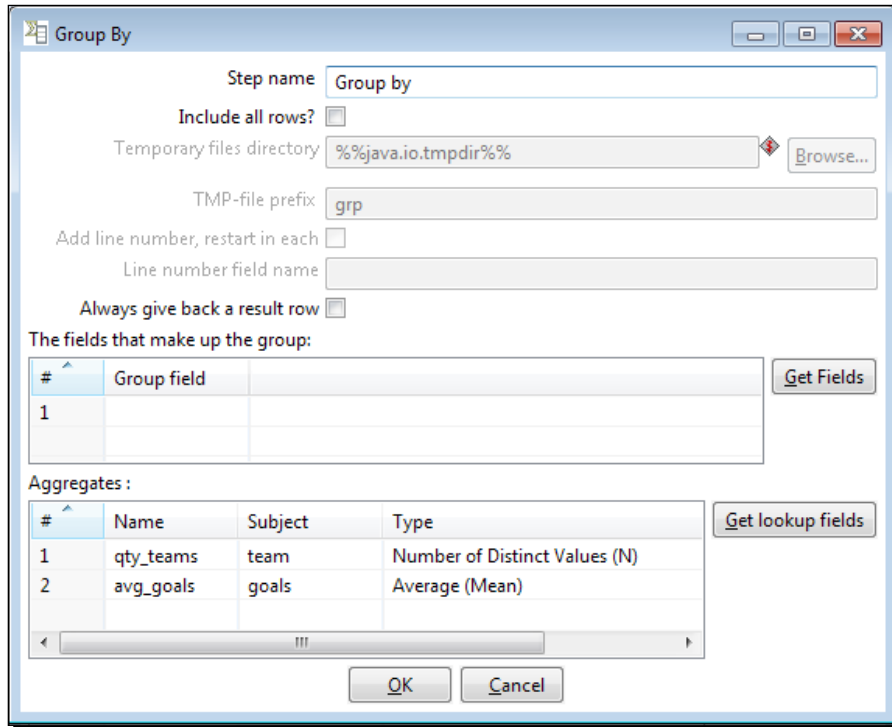 Group By
Step name Group by
Include all rows?
Temporary files directory %%java.io.tmpdir%% Browse...
TMP-file prefix grp
Add line number, restart in each
Line number field name
Always give back a result row
The fields that make up the group:
# Group field Get Fields
1
Aggregates :
# Name Subject Type Get lookup fields
1 qty_teams team Number of Distinct Values (N)
2 avg_goals goals Average (Mean)
OK Cancel